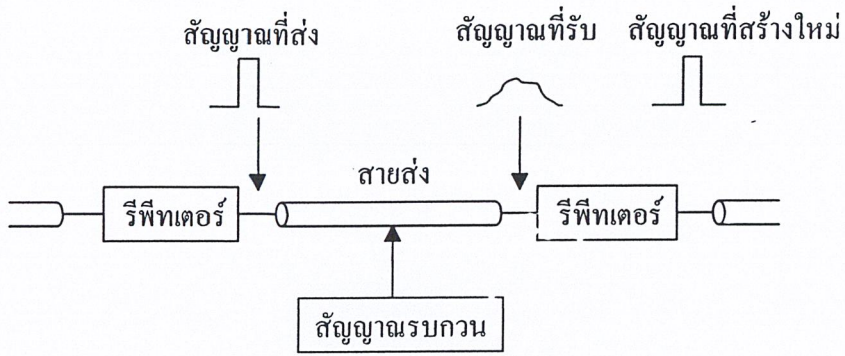 สัญญาณที่ส่ง
สัญญาณที่รับ
สัญญาณที่สร้างใหม่
สายส่ง
รีพีทเตอร์
รีพีทเตอร์
สัญญาณรบกวน